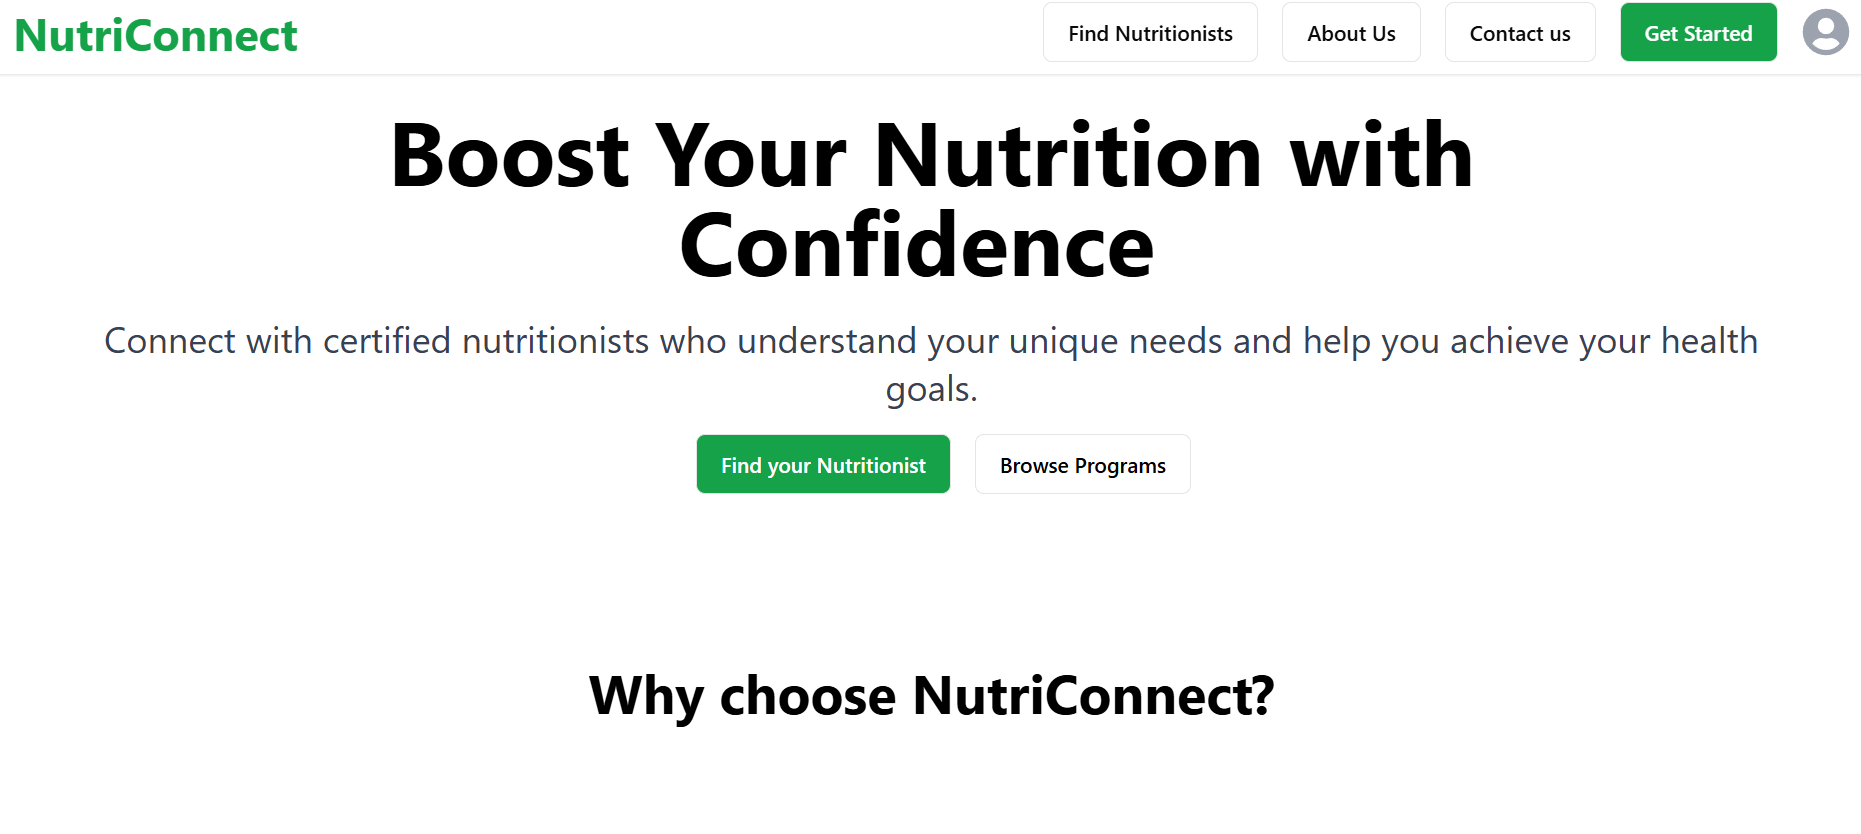 NutriConnect
Find Nutritionists
About Us
Contact us
Get Started
Boost Your Nutrition with
Confidence
Connect with certified nutritionists who understand your unique needs and help you achieve your health
goals.
Find your Nutritionist
Browse Programs
Why choose NutriConnect?